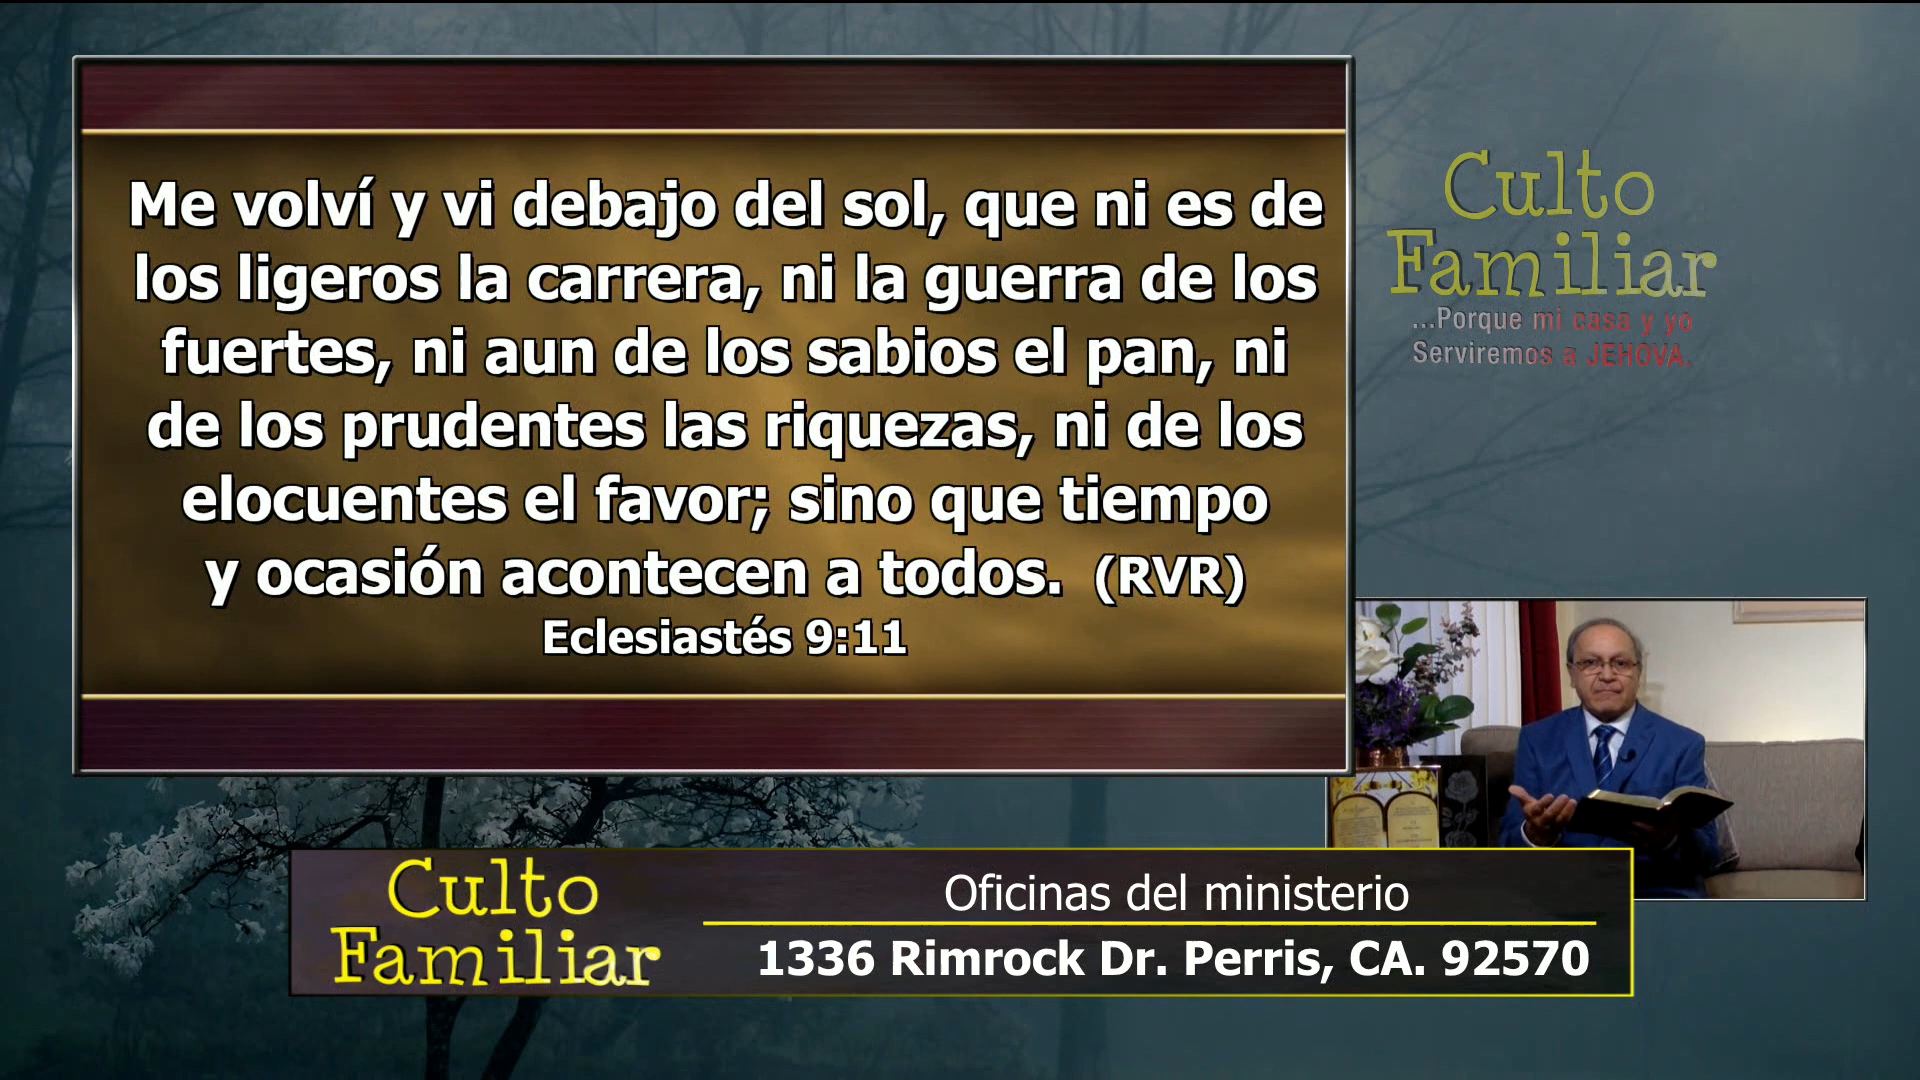 Me volví y vi debajo del sol, que ni es de
los ligeros la carrera, ni la guerra de los
fuertes, ni aun de los sabios el pan, ni
de los prudentes las riquezas, ni de los
elocuentes el favor; sino que tiempo
y ocasión acontecen a todos. (RVR)
Eclesiastés 9:11
Culto
Familiar
...Porque mi casa y yo
Serviremos a JEHOVA.
Culto
Familiar
Oficinas del ministerio
1336 Rimrock Dr. Perris, CA. 92570